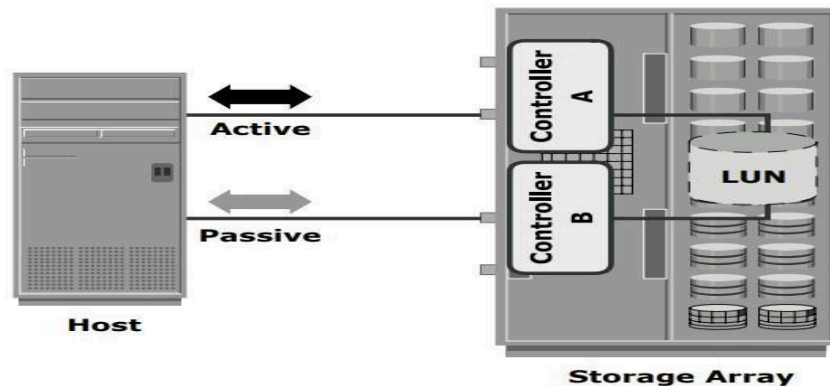 Active
Passive
Host
Controller
A
Controller
B
LUN
Storage Array